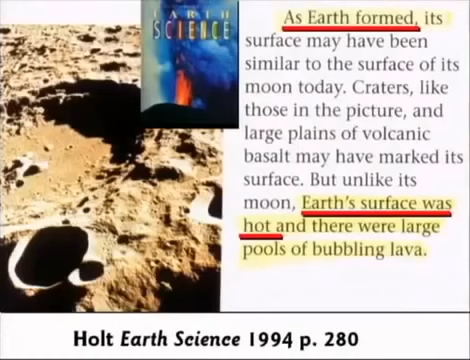 EARTH
SCIENCE
As Earth formed, its
surface may have been
similar to the surface of its
moon today. Craters, like
those in the picture, and
large plains of volcanic
basalt may have marked its
surface. But unlike its
moon, Earth's surface was
hot and there were large
pools of bubbling lava.
Holt Earth Science 1994 p. 280